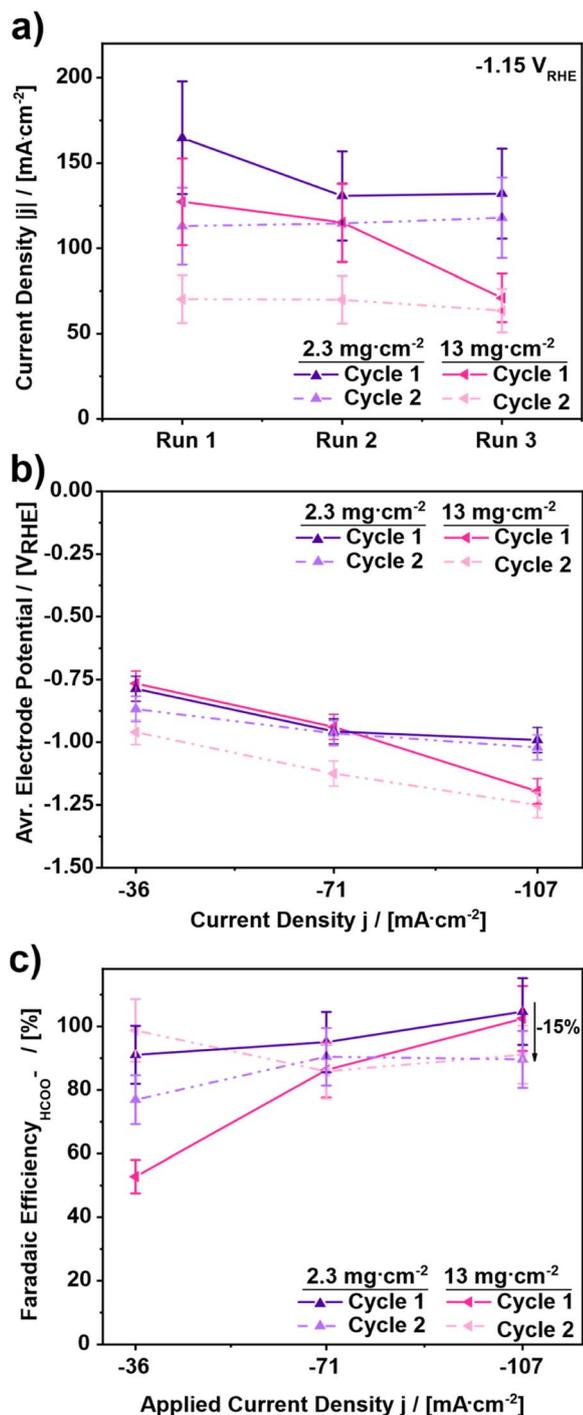 a)
-1.15 V_RHE
200
150
100
50
0
Current Density |j| / [mA·cm⁻²]
2.3 mg·cm⁻² 13 mg·cm⁻²
Cycle 1 Cycle 1
Cycle 2 Cycle 2
Run 1 Run 2 Run 3
b)
0.00
-0.25
-0.50
-0.75
-1.00
-1.25
-1.50
Avr. Electrode Potential / [V_RHE]
2.3 mg·cm⁻² 13 mg·cm⁻²
Cycle 1 Cycle 1
Cycle 2 Cycle 2
-36 -71 -107
Current Density j / [mA·cm⁻²]
c)
100
80
60
40
20
0
Faradaic Efficiency_HCOO⁻ / [%]
-15%
2.3 mg·cm⁻² 13 mg·cm⁻²
Cycle 1 Cycle 1
Cycle 2 Cycle 2
-36 -71 -107
Applied Current Density j / [mA·cm⁻²]